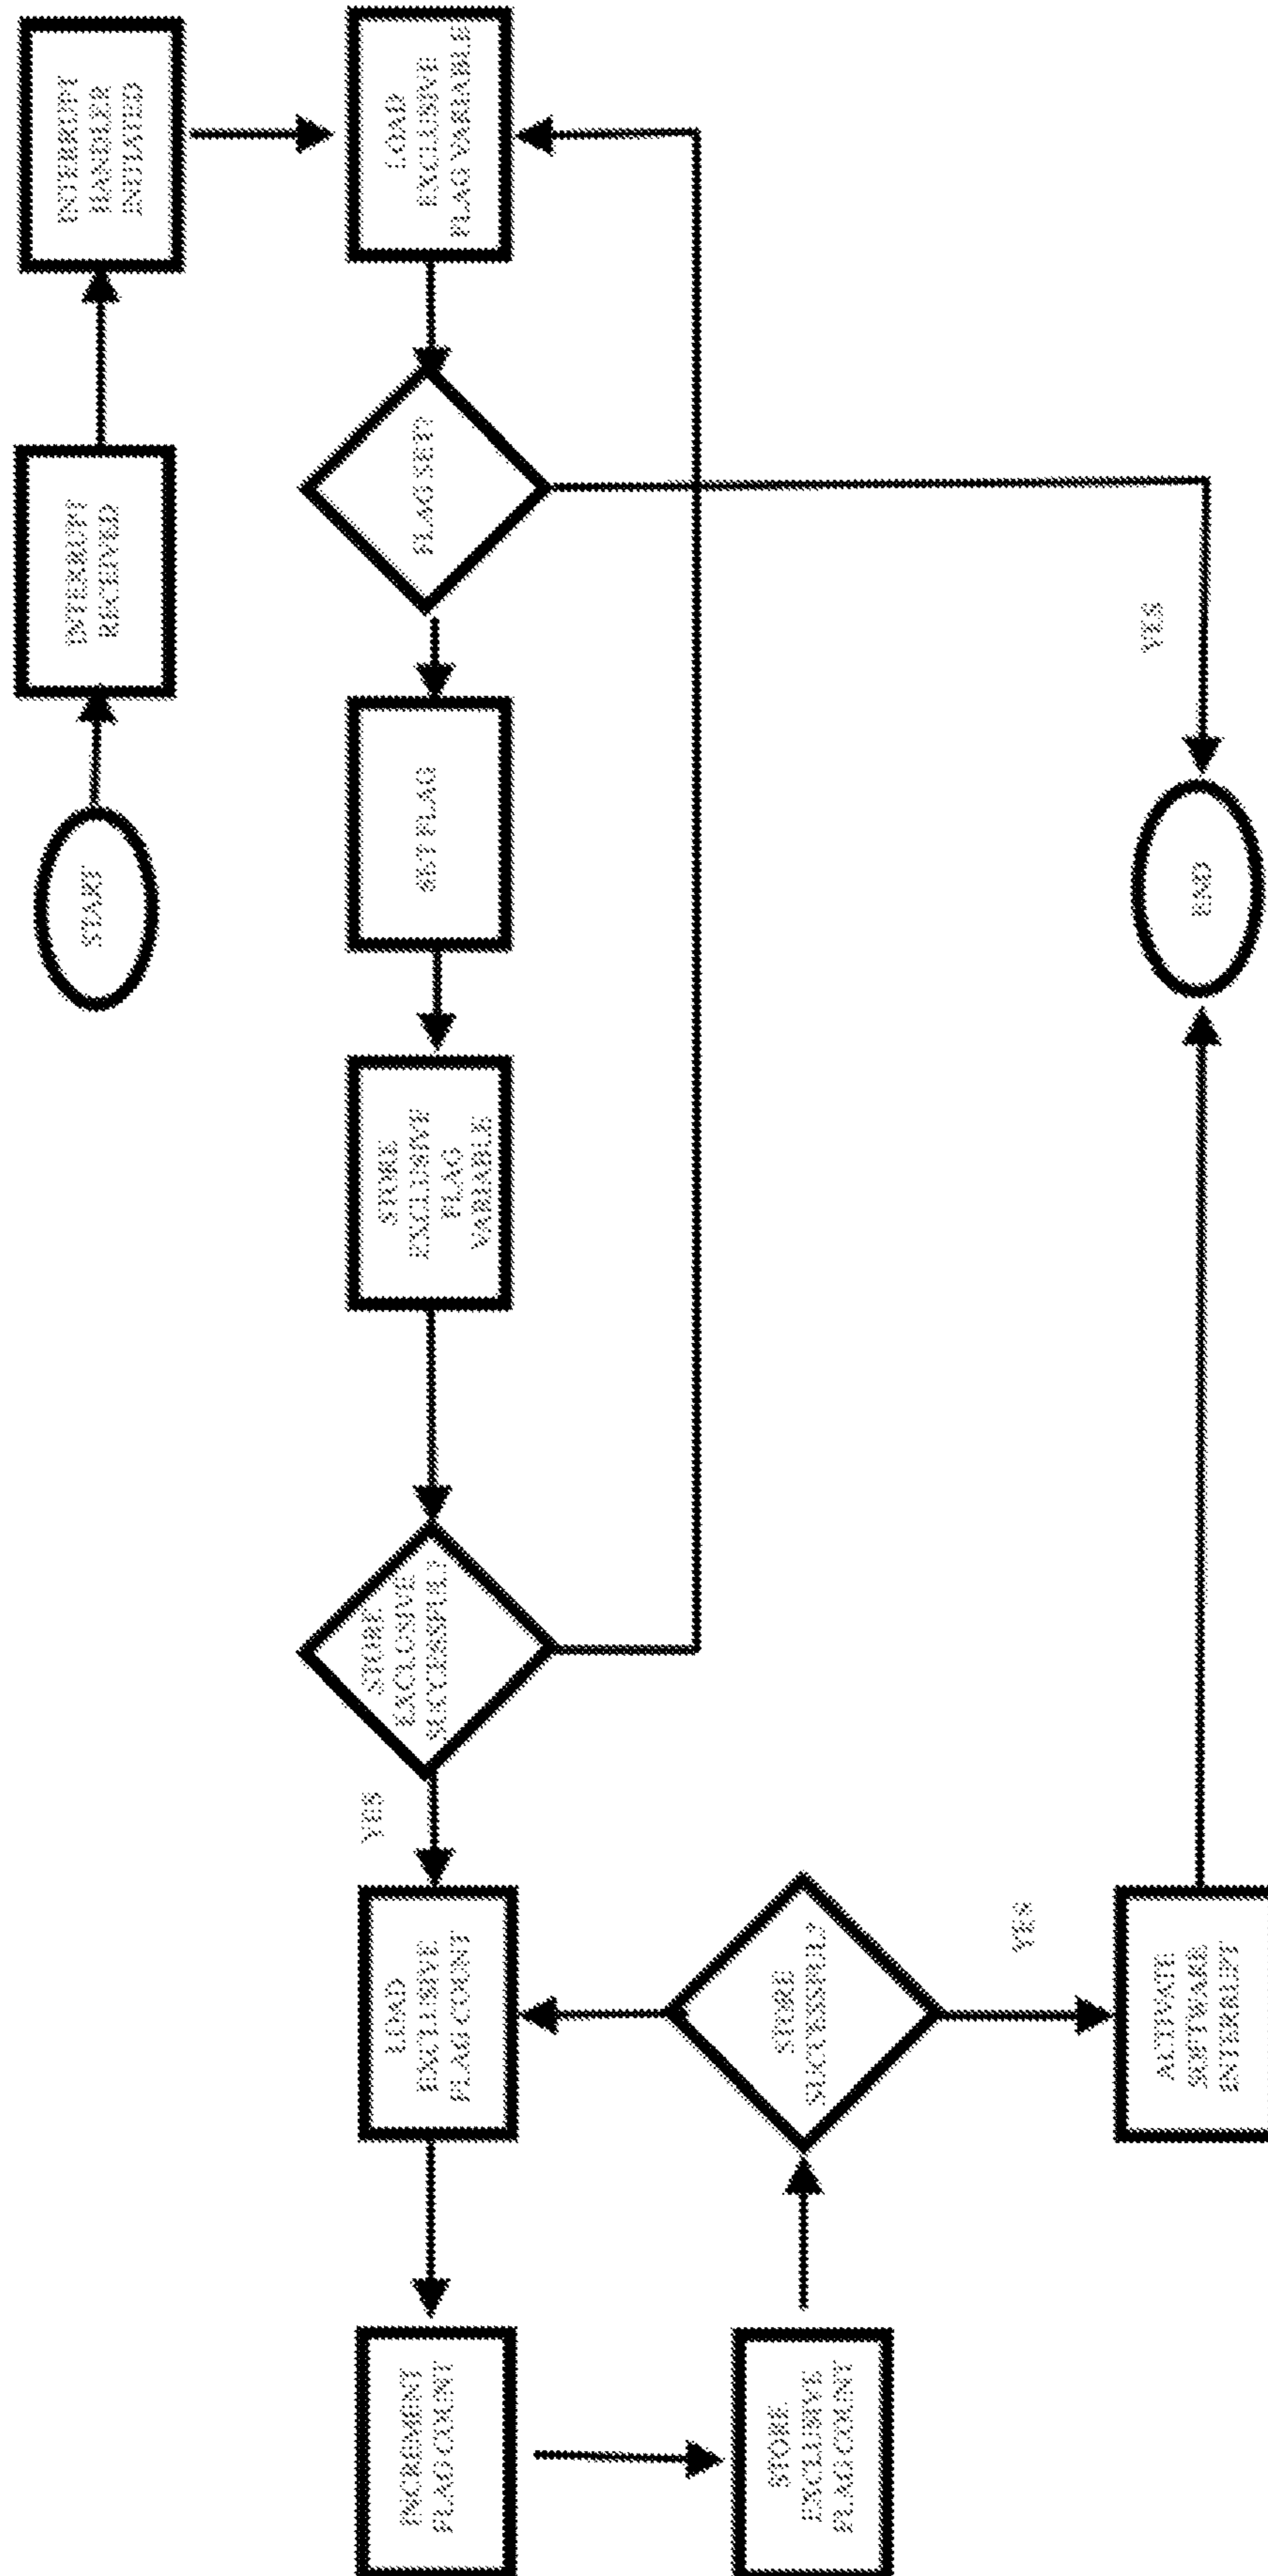 START
INTERRUPT
RECEIVED
INTERRUPT
HANDLER
INITIATED
LOAD
EXCLUSIVE
FLAG VARIABLE
FLAG SET?
YES
SET FLAG
STORE
EXCLUSIVE
FLAG
VARIABLE
STORE
EXCLUSIVE
SUCCESSFUL?
YES
LOAD
EXCLUSIVE
FLAG COUNT
INCREMENT
FLAG COUNT
STORE
EXCLUSIVE
FLAG COUNT
STORE
SUCCESSFUL?
YES
ACTIVATE
SOFTWARE
INTERRUPT
END